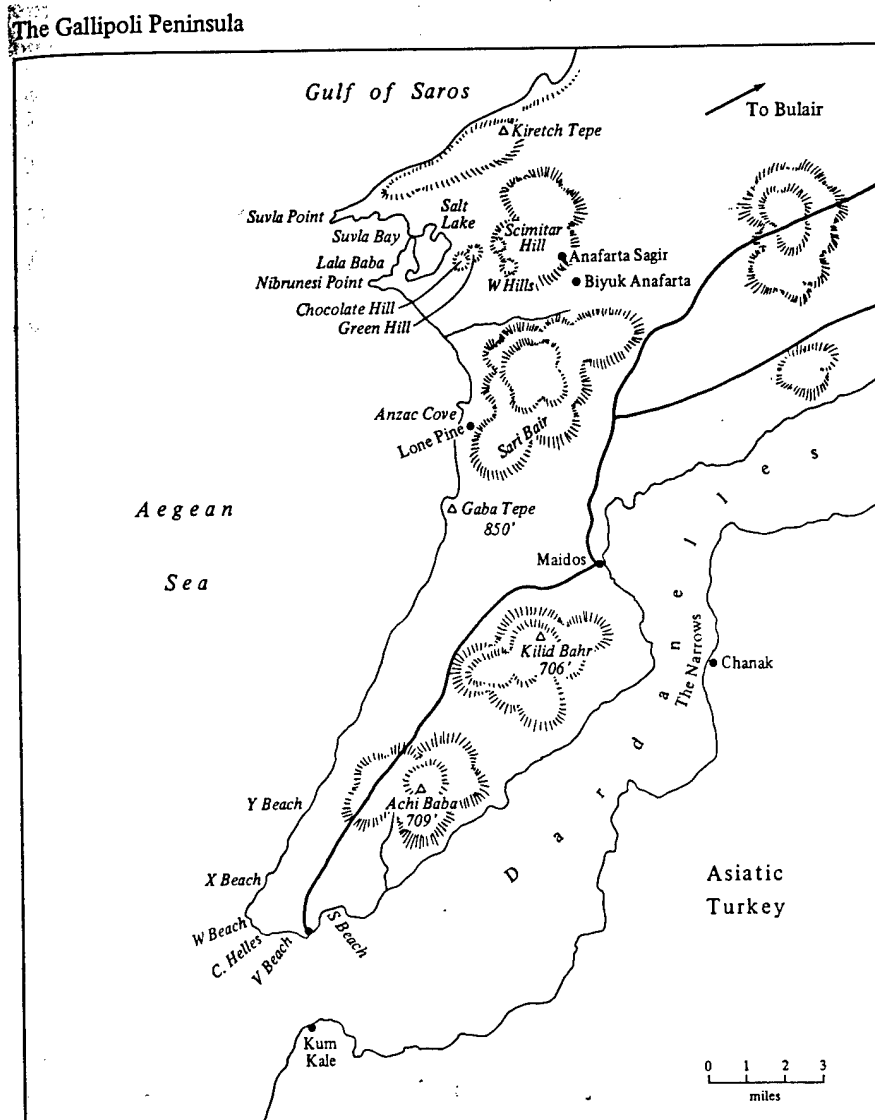 The Gallipoli Peninsula
Gulf of Saros
To Bulair
Kiretch Tepe
Suvla Point
Salt
Lake
Suvla Bay
Scimitar
Hill
Lala Baba
Anafarta Sagir
Nibrunesi Point
W Hills
Biyuk Anafarta
Chocolate Hill
Green Hill
Anzac Cove
Lone Pine
Sari Bair
Aegean
Sea
Gaba Tepe
850'
Maidos
Dardanelles
The Narrows
Kilid Bahr
706'
Chanak
Y Beach
Achi Baba
709'
X Beach
Asiatic
Turkey
W Beach
C. Helles
V Beach
S Beach
Kum
Kale
0 1 2 3
miles